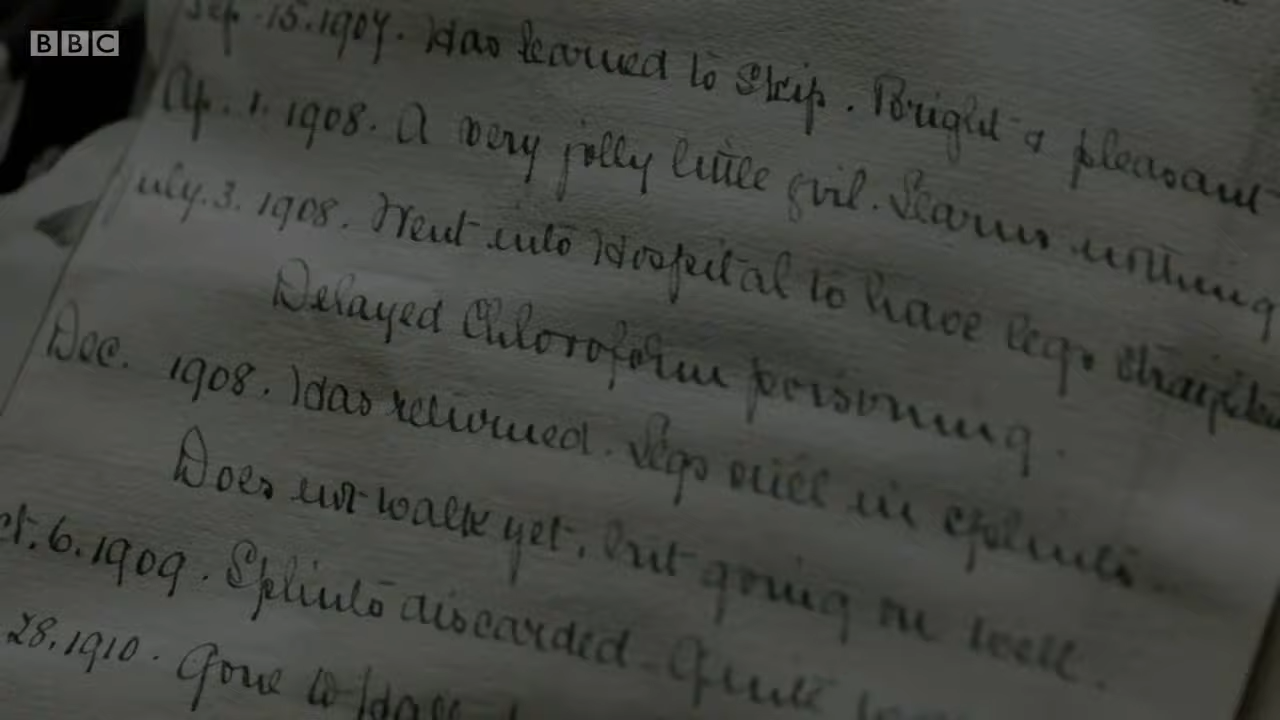 BBC
Sep. 15. 1907. Has learned to skip. Bright & pleasant
Ap. 1. 1908. A very jolly little girl. Learns nothing
July. 3. 1908. Went into Hospital to have legs
Delayed Chloroform poisoning.
Dec. 1908. Has returned. Legs still in splints.
Does not walk yet, but going on well.
ct. 6. 1909. Splints discarded. Quite
28. 1910. Gone to